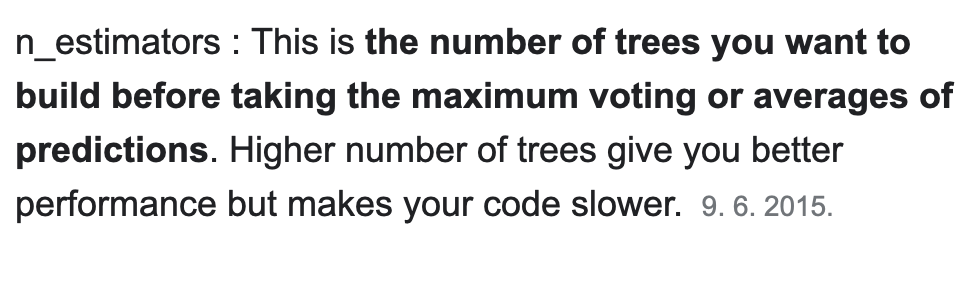 n_estimators : This is the number of trees you want to
build before taking the maximum voting or averages of
predictions. Higher number of trees give you better
performance but makes your code slower. 9. 6. 2015.